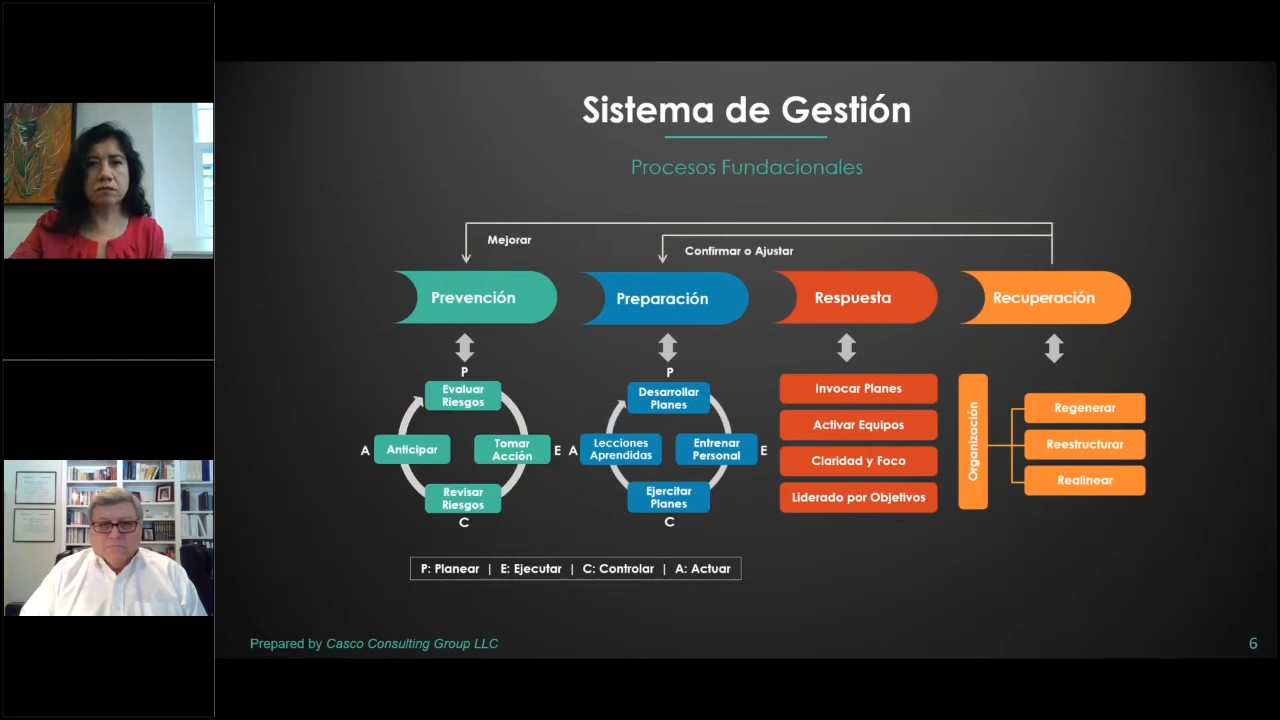 Sistema de Gestión
Procesos Fundacionales
Mejorar
Confirmar o Ajustar
Prevención
Preparación
Respuesta
Recuperación
P
Evaluar
Riesgos
A
Anticipar
Tomar
Acción
E
Revisar
Riesgos
C
P
Desarrollar
Planes
A
Lecciones
Aprendidas
Entrenar
Personal
E
Ejercitar
Planes
C
Invocar Planes
Activar Equipos
Claridad y Foco
Liderado por Objetivos
Organización
Regenerar
Reestructurar
Realinear
P: Planear | E: Ejecutar | C: Controlar | A: Actuar
Prepared by Casco Consulting Group LLC
6